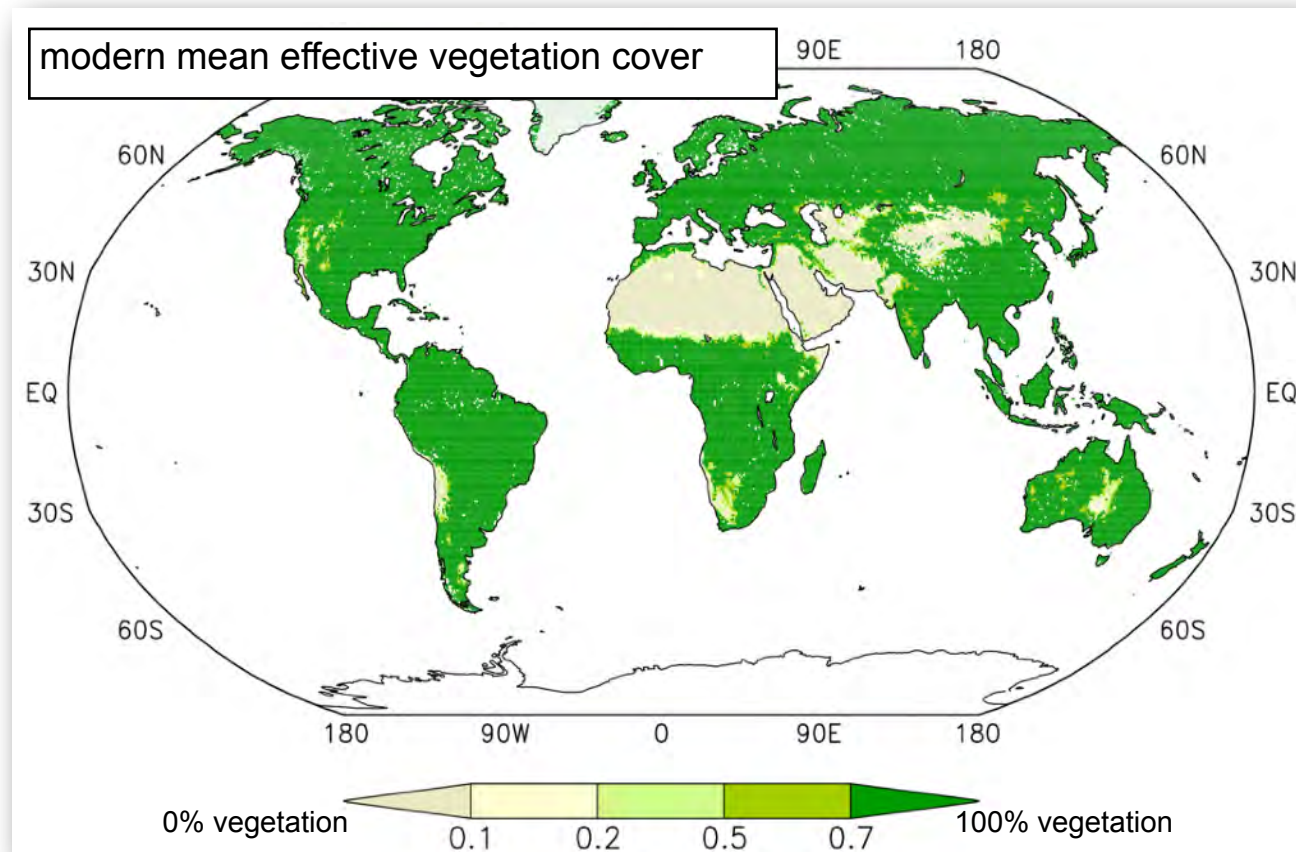 modern mean effective vegetation cover
90E 180
60N 60N
30N 30N
EQ EQ
30S 30S
60S 60S
180 90W 0 90E 180
0% vegetation 100% vegetation
0.1 0.2 0.5 0.7